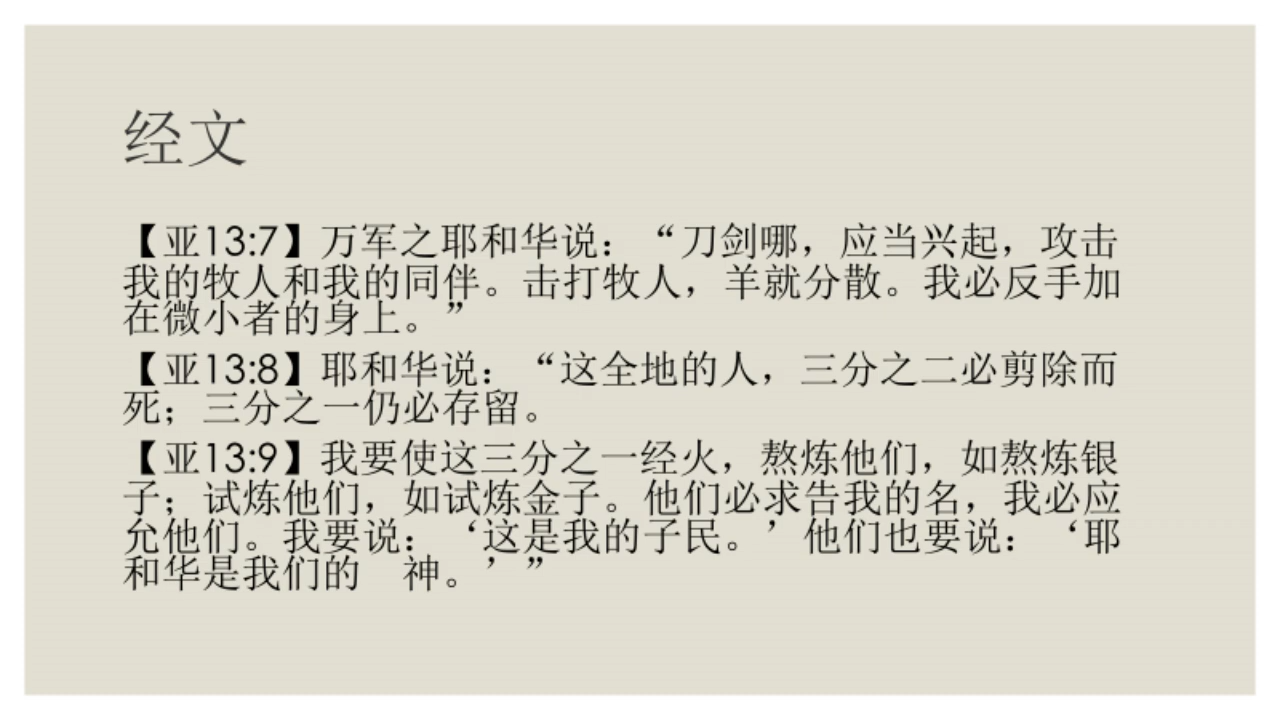 经文
【亚13:7】万军之耶和华说：“刀剑哪，应当兴起，攻击
我的牧人和我的同伴。击打牧人，羊就分散。我必反手加
在微小者的身上。”
【亚13:8】耶和华说：“这全地的人，三分之二必剪除而
死；三分之一仍必存留。
【亚13:9】我要使这三分之一经火，熬炼他们，如熬炼银
子；试炼他们，如试炼金子。他们必求告我的名，我必应
允他们。我要说：‘这是我的子民。’他们也要说：‘耶
和华是我们的　神。’”